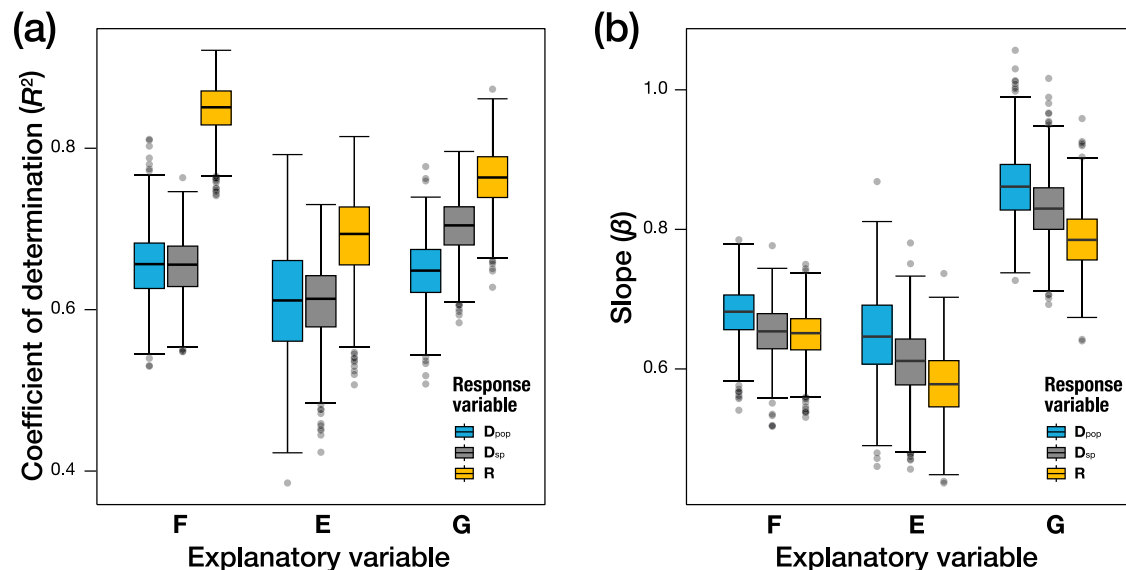 (a)
Coefficient of determination (R²)
0.8
0.6
0.4
Response
variable
Dpop
Dsp
R
F E G
Explanatory variable
(b)
Slope (β)
1.0
0.8
0.6
Response
variable
Dpop
Dsp
R
F E G
Explanatory variable